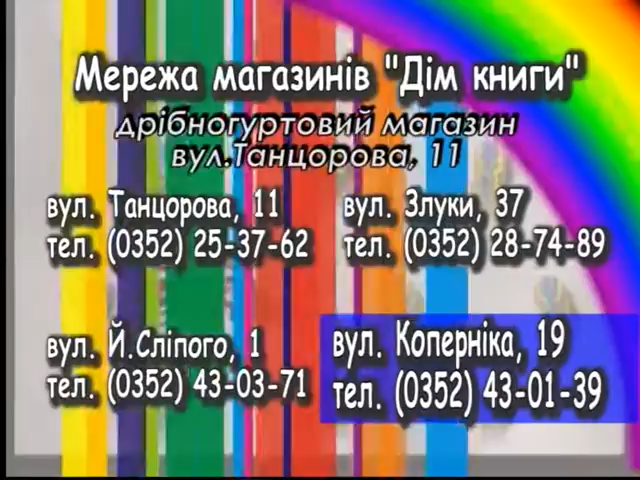 Мережа магазинів "Дім книги"
дрібногуртовий магазин
вул.Танцорова, 11
вул. Танцорова, 11
тел. (0352) 25-37-62
вул. Злуки, 37
тел. (0352) 28-74-89
вул. Й.Сліпого, 1
тел. (0352) 43-03-71
вул. Коперніка, 19
тел. (0352) 43-01-39